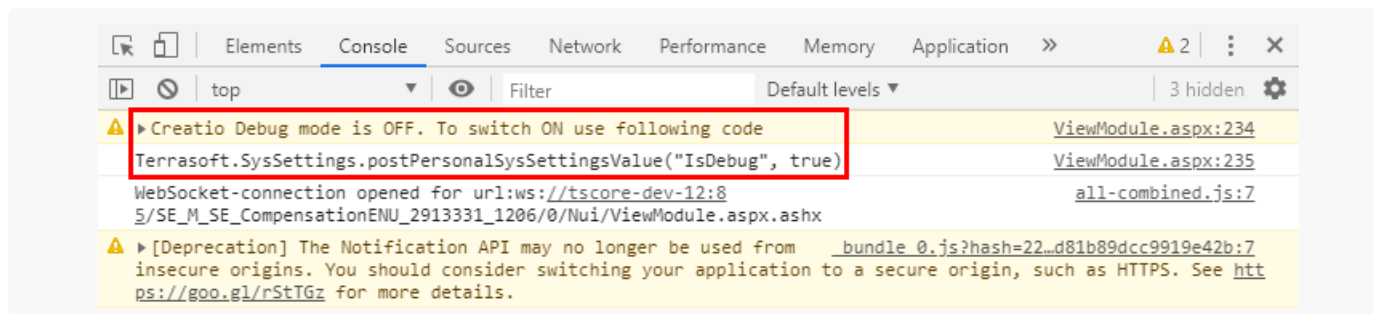 Elements Console Sources Network Performance Memory Application » 2
top Filter Default levels 3 hidden
Creatio Debug mode is OFF. To switch ON use following code ViewModule.aspx:234
Terrasoft.SysSettings.postPersonalSysSettingsValue("IsDebug", true) ViewModule.aspx:235
WebSocket-connection opened for url:ws://tscore-dev-12:8 all-combined.js:7
5/SE_M_SE_CompensationENU_2913331_1206/0/Nui/ViewModule.aspx.ashx
[Deprecation] The Notification API may no longer be used from _bundle_0.js?hash=22…d81b89dcc9919e42b:7
insecure origins. You should consider switching your application to a secure origin, such as HTTPS. See htt
ps://goo.gl/rStTGz for more details.